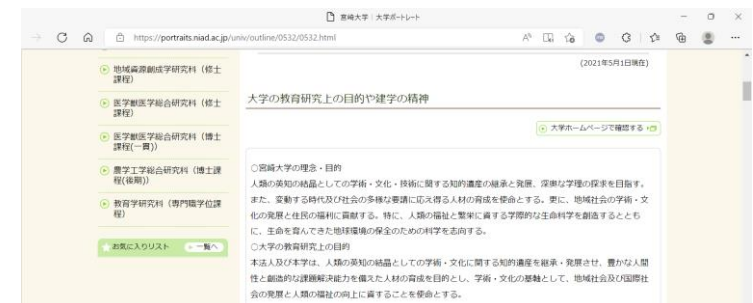 宮崎大学 | 大学ポートレート
https://portraits.niad.ac.jp/univ/outline/0532/0532.html
地域資源創成学研究科（修士
課程）
医学獣医学総合研究科（修士
課程）
医学獣医学総合研究科（博士
課程(一貫)）
農学工学総合研究科（博士課
程(後期)）
教育学研究科（専門職学位課
程）
お気に入りリスト
一覧へ
(2021年5月1日現在)
大学の教育研究上の目的や建学の精神
大学ホームページで確認する
○宮崎大学の理念・目的
人類の英知の結晶としての学術・文化・技術に関する知的遺産の継承と発展、深奥な学理の探求を目指す。
また、変動する時代及び社会の多様な要請に応え得る人材の育成を使命とする。更に、地域社会の学術・文
化の発展と住民の福利に貢献する。特に、人類の福祉と繁栄に資する学際的な生命科学を創造するととも
に、生命を育んできた地球環境の保全のための科学を志向する。
○大学の教育研究上の目的
本法人及び本学は、人類の英知の結晶としての学術・文化に関する知的遺産を継承・発展させ、豊かな人間
性と創造的な課題解決能力を備えた人材の育成を目的とし、学術・文化の基軸として、地域社会及び国際社
会の発展と人類の福祉の向上に資することを使命とする。